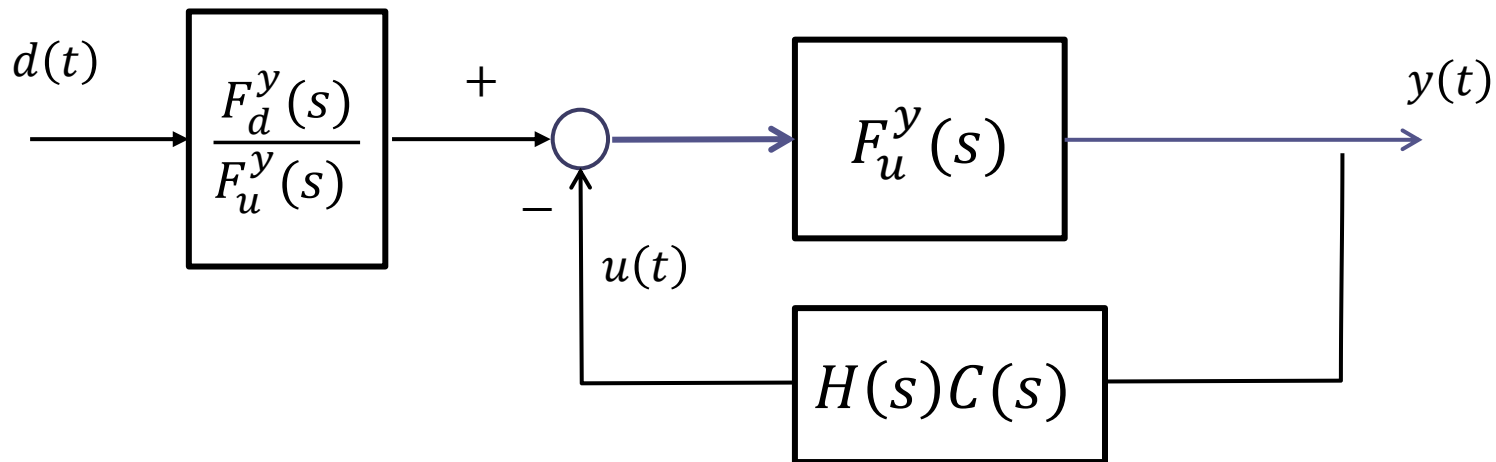 d(t)
F_d^y(s)
F_u^y(s)
+
−
u(t)
F_u^y(s)
y(t)
H(s)C(s)